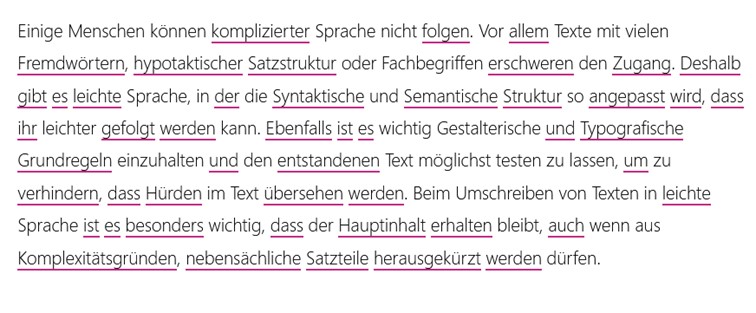 Einige Menschen können komplizierter Sprache nicht folgen. Vor allem Texte mit vielen
Fremdwörtern, hypotaktischer Satzstruktur oder Fachbegriffen erschweren den Zugang. Deshalb
gibt es leichte Sprache, in der die Syntaktische und Semantische Struktur so angepasst wird, dass
ihr leichter gefolgt werden kann. Ebenfalls ist es wichtig Gestalterische und Typografische
Grundregeln einzuhalten und den entstandenen Text möglichst testen zu lassen, um zu
verhindern, dass Hürden im Text übersehen werden. Beim Umschreiben von Texten in leichte
Sprache ist es besonders wichtig, dass der Hauptinhalt erhalten bleibt, auch wenn aus
Komplexitätsgründen, nebensächliche Satzteile herausgekürzt werden dürfen.